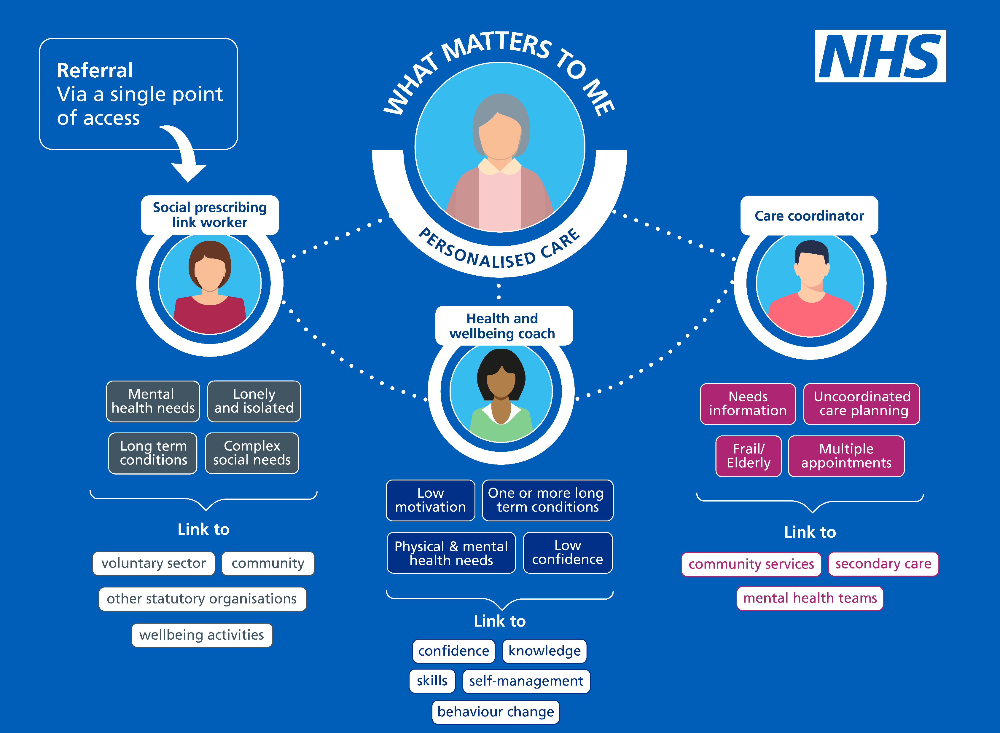 Referral
Via a single point
of access
WHAT MATTERS TO ME
NHS
PERSONALISED CARE
Social prescribing
link worker
Mental
health needs
Lonely
and isolated
Long term
conditions
Complex
social needs
Link to
voluntary sector
community
other statutory organisations
wellbeing activities
Health and
wellbeing coach
Low
motivation
One or more long
term conditions
Physical & mental
health needs
Low
confidence
Link to
confidence
knowledge
skills
self-management
behaviour change
Care coordinator
Needs
information
Uncoordinated
care planning
Frail/
Elderly
Multiple
appointments
Link to
community services
secondary care
mental health teams